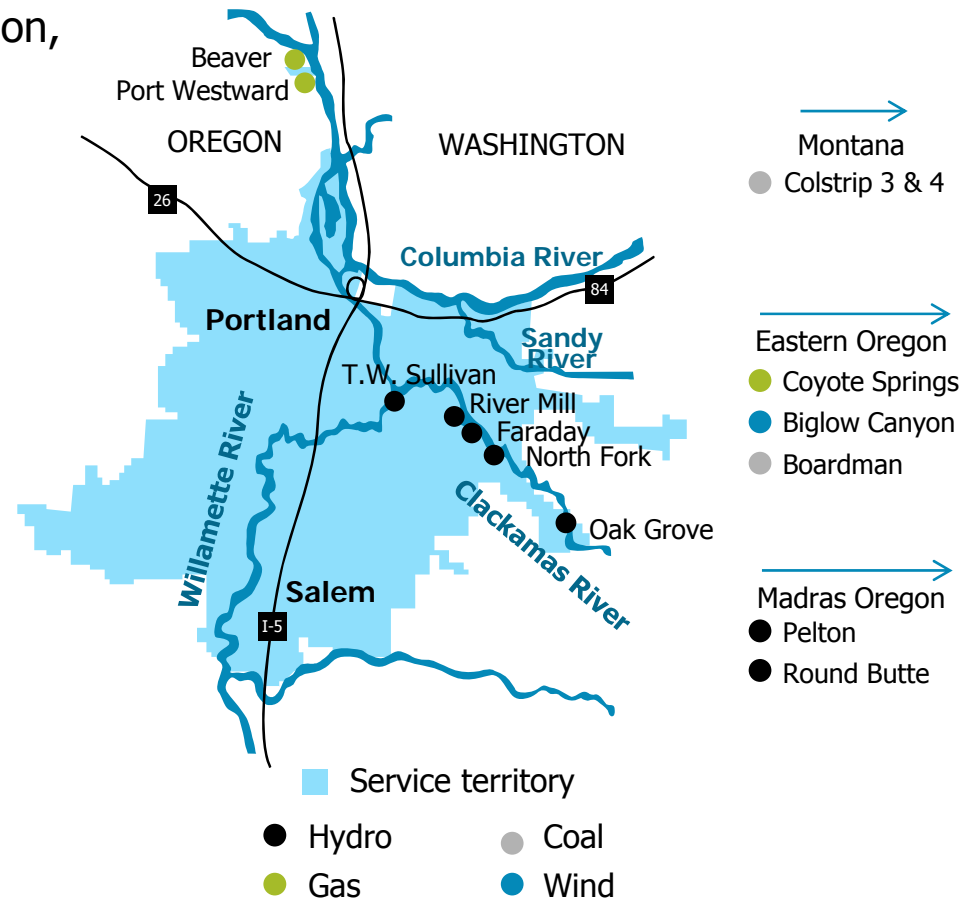 on,
Beaver
Port Westward
OREGON
WASHINGTON
26
Columbia River
84
Portland
Sandy
River
T.W. Sullivan
River Mill
Faraday
North Fork
Oak Grove
Willamette River
Clackamas River
Salem
I-5
Montana
Colstrip 3 & 4
Eastern Oregon
Coyote Springs
Biglow Canyon
Boardman
Madras Oregon
Pelton
Round Butte
Service territory
Hydro
Coal
Gas
Wind